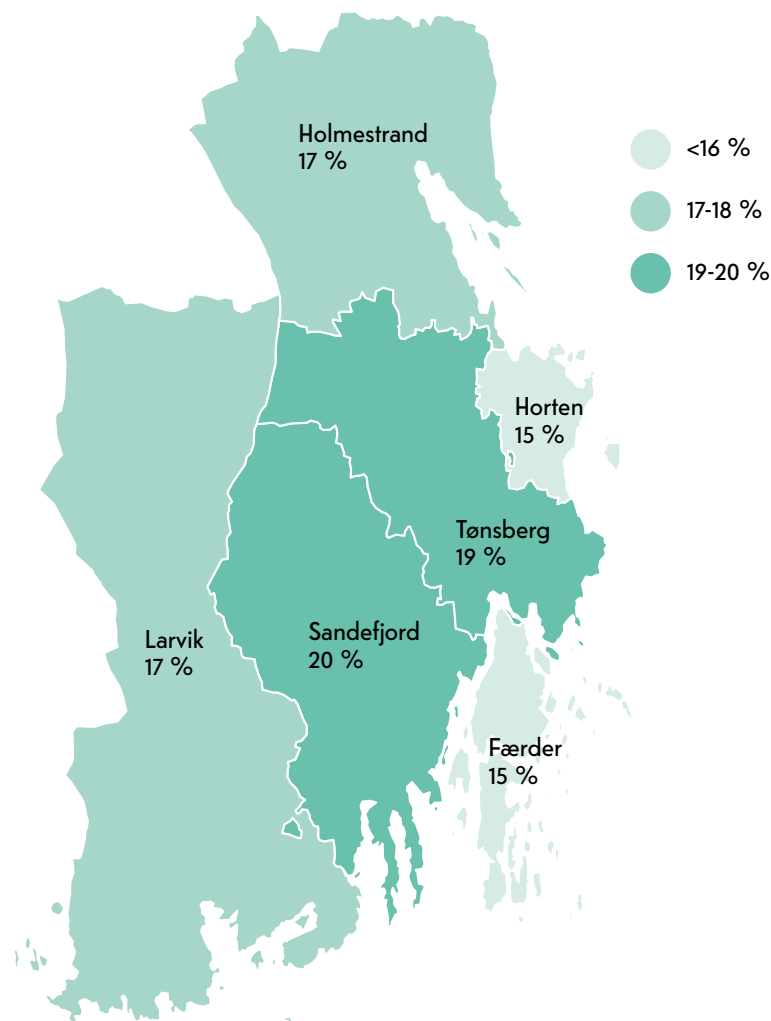 Holmestrand
17 %
<16 %
17-18 %
19-20 %
Horten
15 %
Tønsberg
19 %
Sandefjord
20 %
Larvik
17 %
Færder
15 %